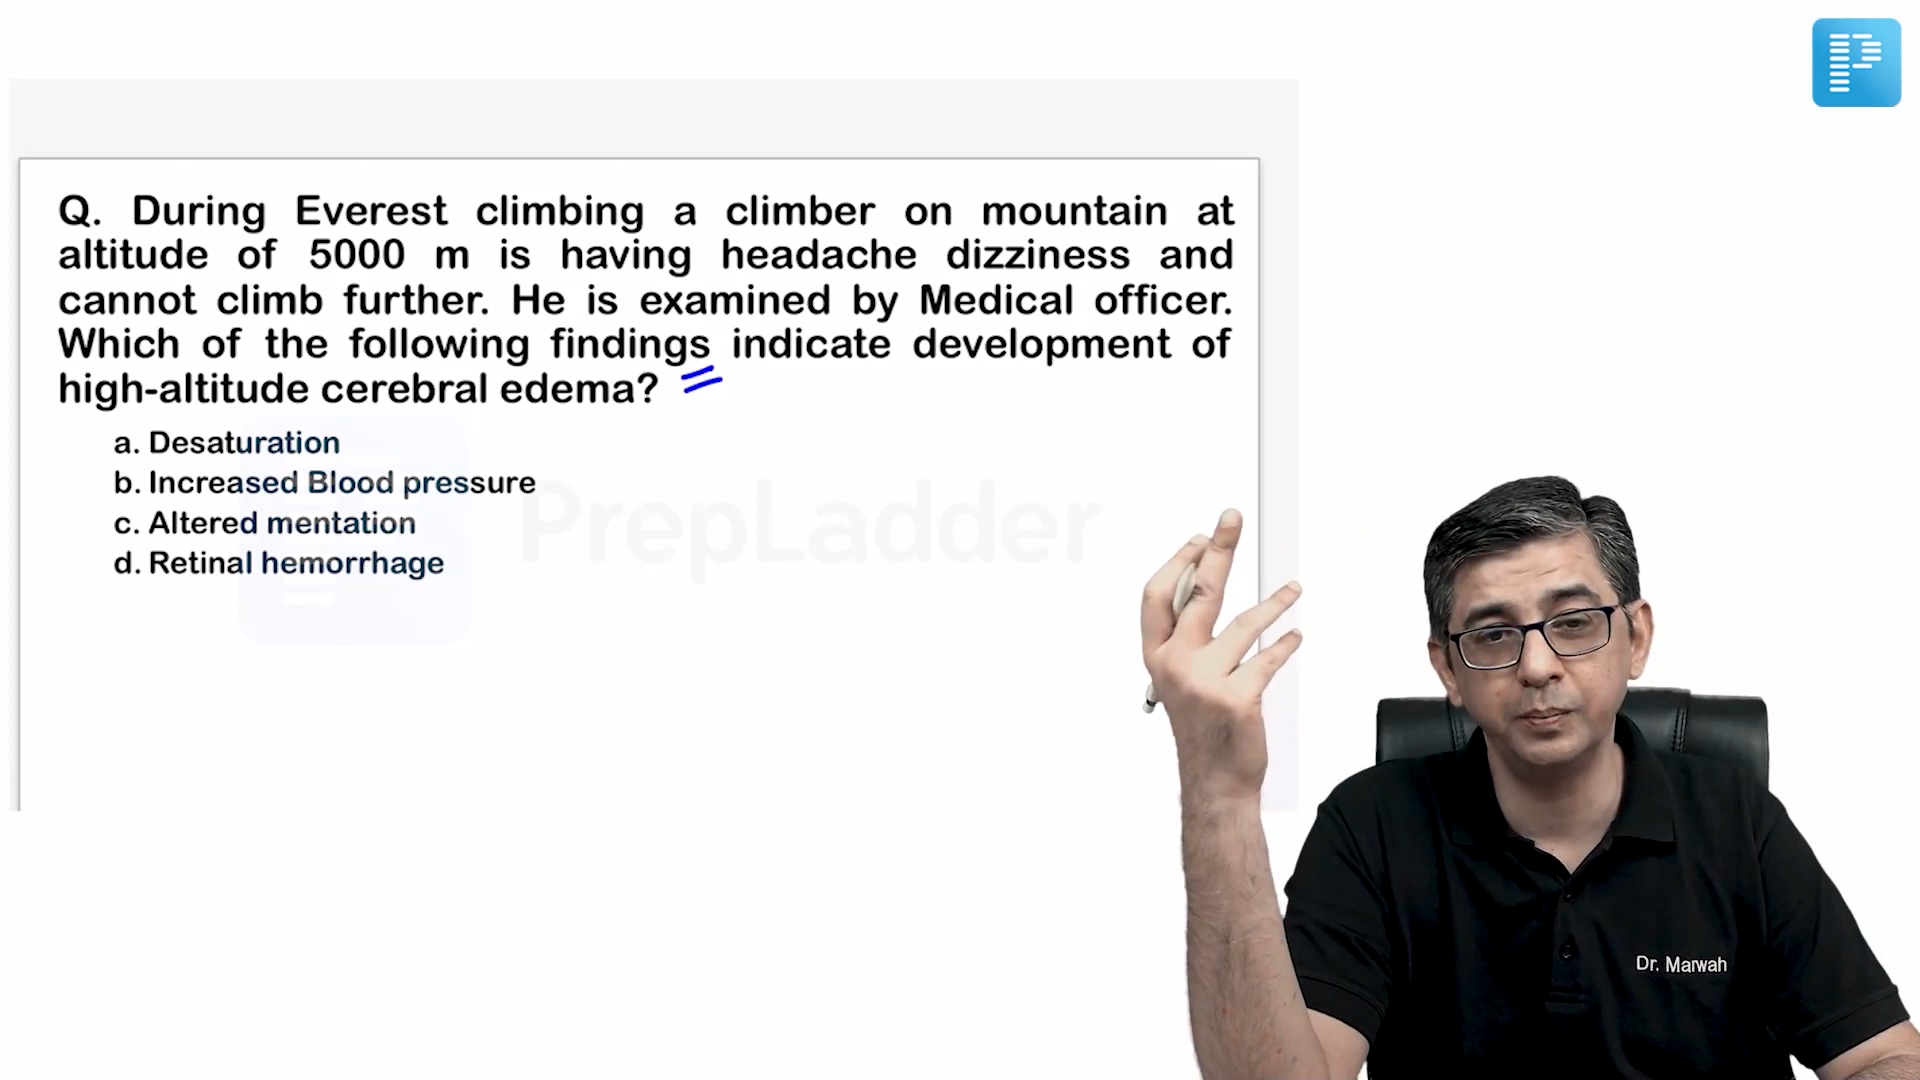 Q. During Everest climbing a climber on mountain at
altitude of 5000 m is having headache dizziness and
cannot climb further. He is examined by Medical officer.
Which of the following findings indicate development of
high-altitude cerebral edema?
a. Desaturation
b. Increased Blood pressure
c. Altered mentation
d. Retinal hemorrhage
PrepLadder
Dr. Marwah